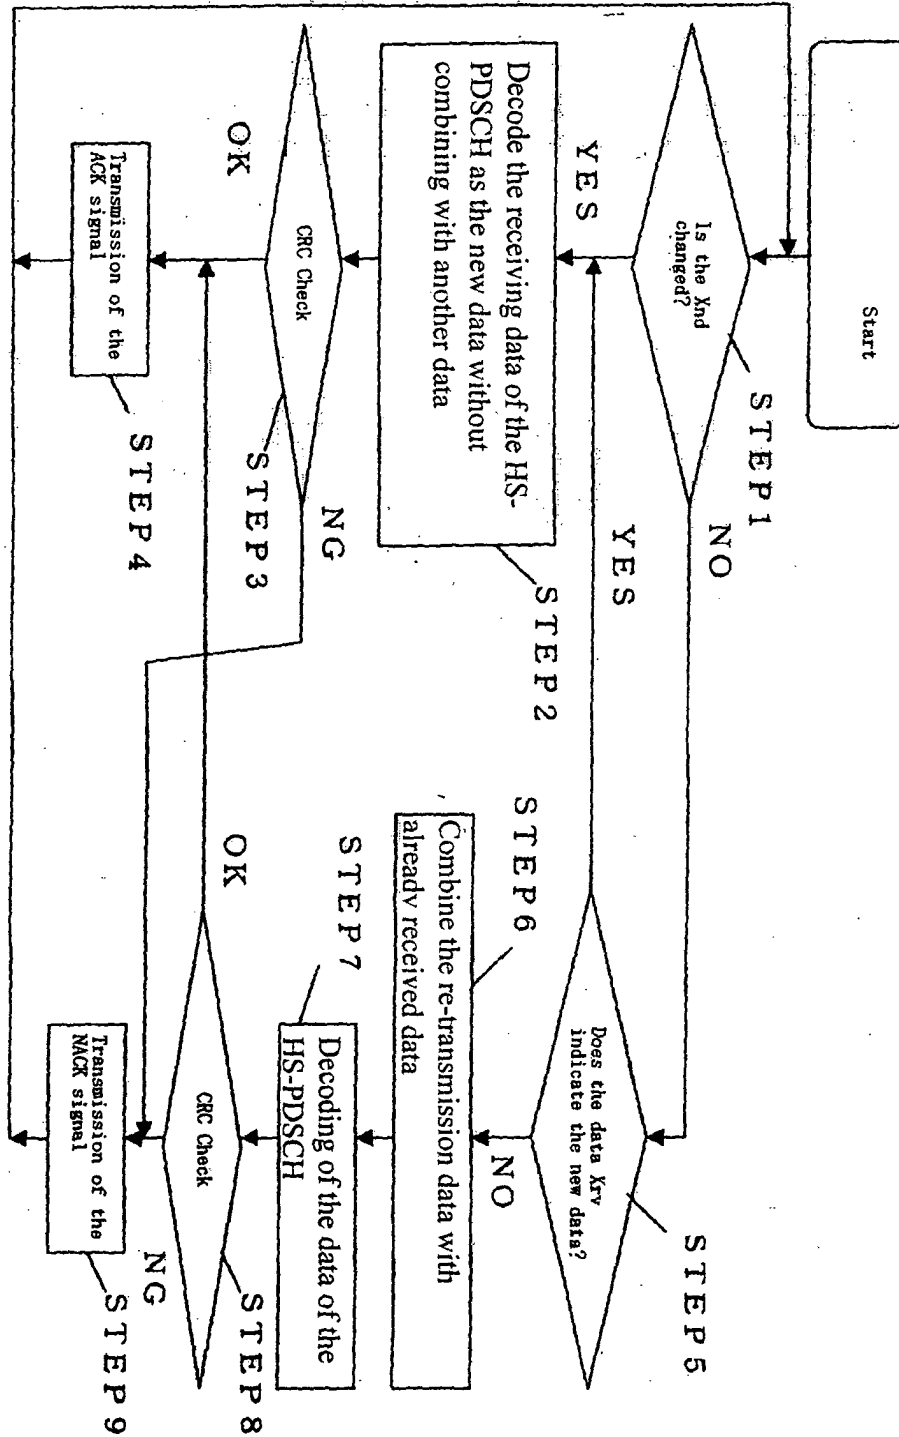 Start
Is the Xnd
changed?
STEP1
NO
YES
Decode the receiving data of the HS-
PDSCH as the new data without
combining with another data
STEP2
CRC Check
STEP3
NG
OK
Transmission of the
ACK signal
STEP4
Does the data Xrv
indicate the new data?
STEP5
YES
NO
Combine the re-transmission data with
already received data
STEP6
Decoding of the data of the
HS-PDSCH
STEP7
CRC Check
STEP8
OK
NG
Transmission of the
NACK signal
STEP9